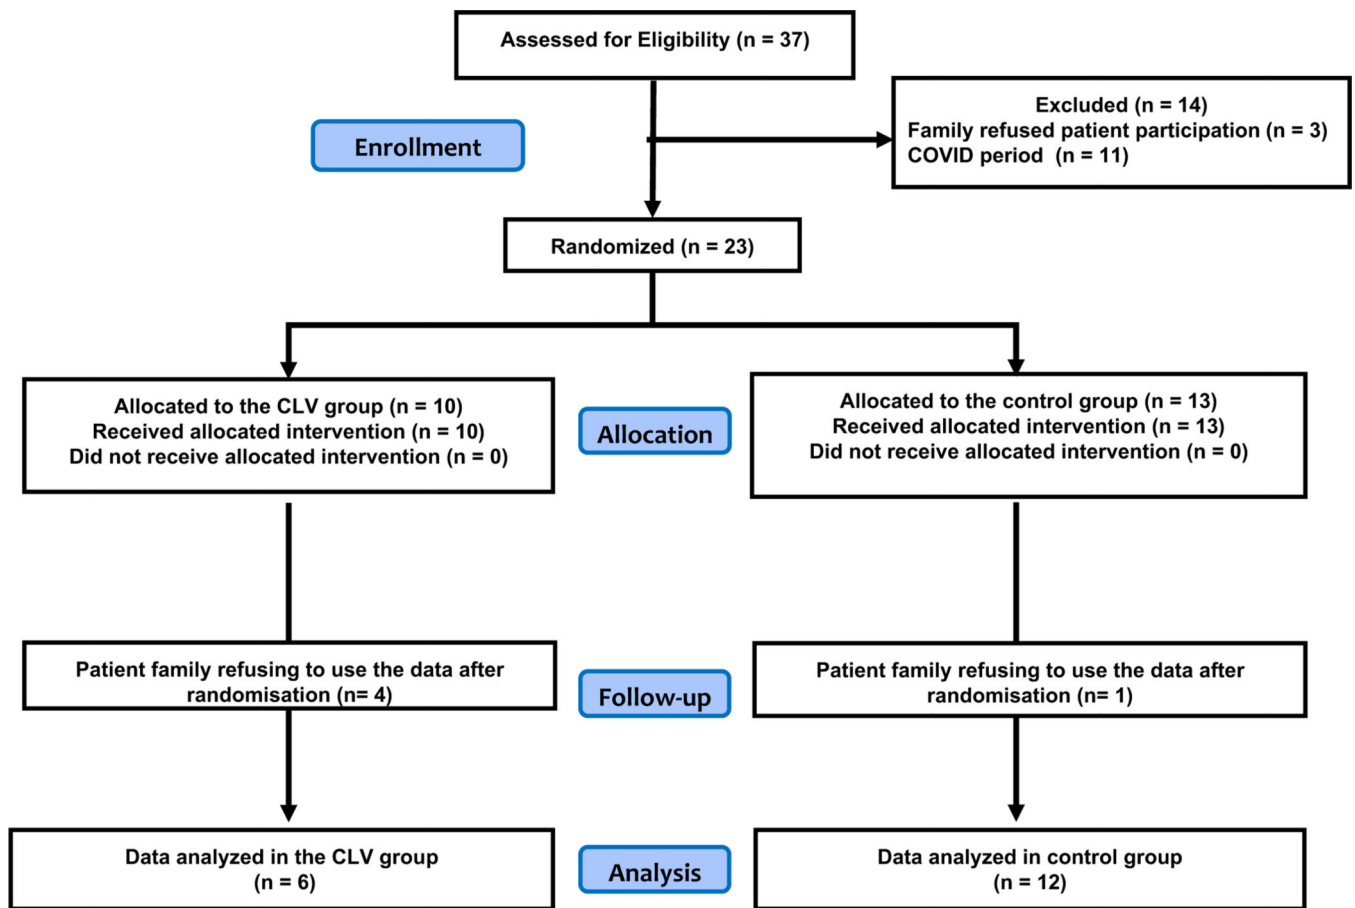 Assessed for Eligibility (n = 37)
Excluded (n = 14)
Family refused patient participation (n = 3)
COVID period (n = 11)
Enrollment
Randomized (n = 23)
Allocated to the CLV group (n = 10)
Received allocated intervention (n = 10)
Did not receive allocated intervention (n = 0)
Allocation
Allocated to the control group (n = 13)
Received allocated intervention (n = 13)
Did not receive allocated intervention (n = 0)
Patient family refusing to use the data after
randomisation (n= 4)
Follow-up
Patient family refusing to use the data after
randomisation (n= 1)
Data analyzed in the CLV group
(n = 6)
Analysis
Data analyzed in control group
(n = 12)